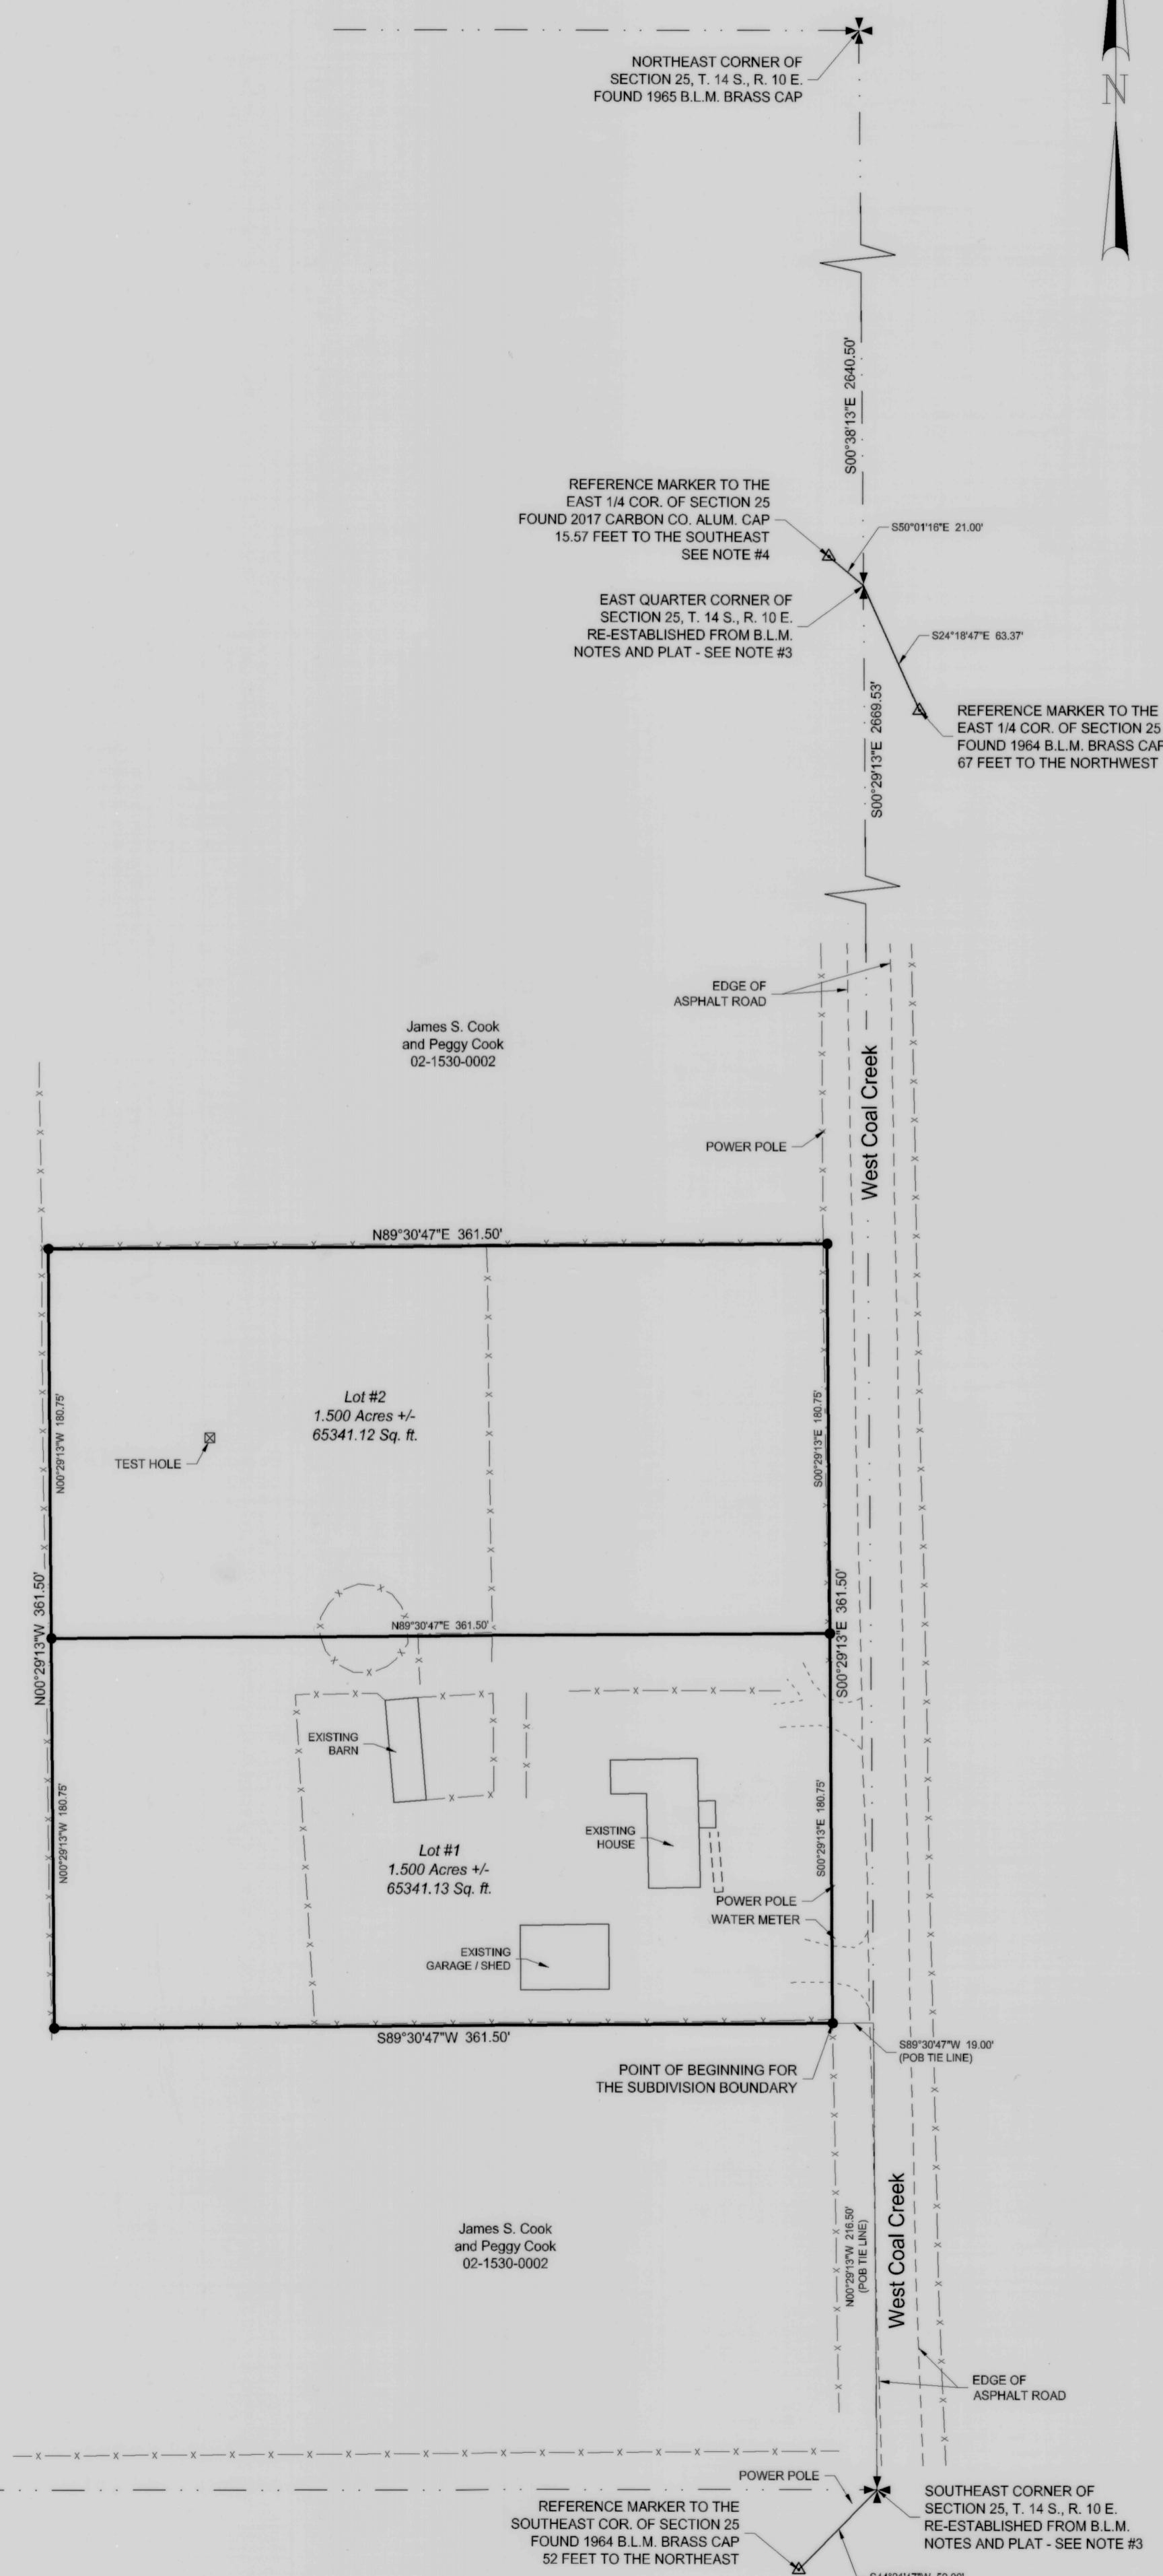 NORTHEAST CORNER OF
SECTION 25, T. 14 S., R. 10 E.
FOUND 1965 B.L.M. BRASS CAP
N
S00°38'13"E 2640.50'
REFERENCE MARKER TO THE
EAST 1/4 COR. OF SECTION 25
FOUND 2017 CARBON CO. ALUM. CAP
15.57 FEET TO THE SOUTHEAST
SEE NOTE #4
S50°01'16"E 21.00'
EAST QUARTER CORNER OF
SECTION 25, T. 14 S., R. 10 E.
RE-ESTABLISHED FROM B.L.M.
NOTES AND PLAT - SEE NOTE #3
S24°18'47"E 63.37'
REFERENCE MARKER TO THE
EAST 1/4 COR. OF SECTION 25
FOUND 1964 B.L.M. BRASS CAP
67 FEET TO THE NORTHWEST
S00°29'13"E 2669.53'
EDGE OF
ASPHALT ROAD
James S. Cook
and Peggy Cook
02-1530-0002
West Coal Creek
POWER POLE
N89°30'47"E 361.50'
Lot #2
1.500 Acres +/-
65341.12 Sq. ft.
N00°29'13"W 180.75'
S00°29'13"E 180.75'
TEST HOLE
N00°29'13"W 361.50'
N89°30'47"E 361.50'
S00°29'13"E 361.50'
EXISTING
BARN
EXISTING
HOUSE
N00°29'13"W 180.75'
S00°29'13"E 180.75'
Lot #1
1.500 Acres +/-
65341.13 Sq. ft.
POWER POLE
WATER METER
EXISTING
GARAGE / SHED
S89°30'47"W 361.50'
S89°30'47"W 19.00'
(POB TIE LINE)
POINT OF BEGINNING FOR
THE SUBDIVISION BOUNDARY
N00°29'13"W 216.50'
(POB TIE LINE)
West Coal Creek
James S. Cook
and Peggy Cook
02-1530-0002
EDGE OF
ASPHALT ROAD
POWER POLE
SOUTHEAST CORNER OF
SECTION 25, T. 14 S., R. 10 E.
RE-ESTABLISHED FROM B.L.M.
NOTES AND PLAT - SEE NOTE #3
REFERENCE MARKER TO THE
SOUTHEAST COR. OF SECTION 25
FOUND 1964 B.L.M. BRASS CAP
52 FEET TO THE NORTHEAST